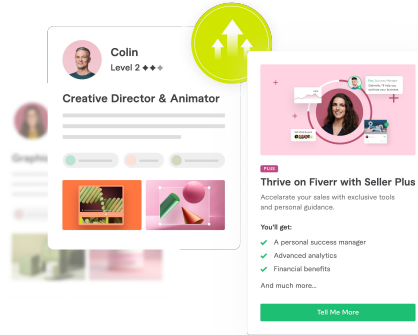 Colin
Level 2
Creative Director & Animator
PLUS
Thrive on Fiverr with Seller Plus
Accelarate your sales with exclusive tools
and personal guidance.
You'll get:
A personal success manager
Advanced analytics
Financial benefits
And much more...
Tell Me More